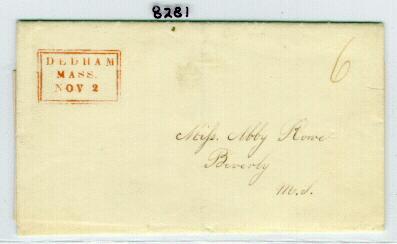 8281
DEDHAM
MASS.
NOV 2
6
Miss. Abby Rowe
Beverly